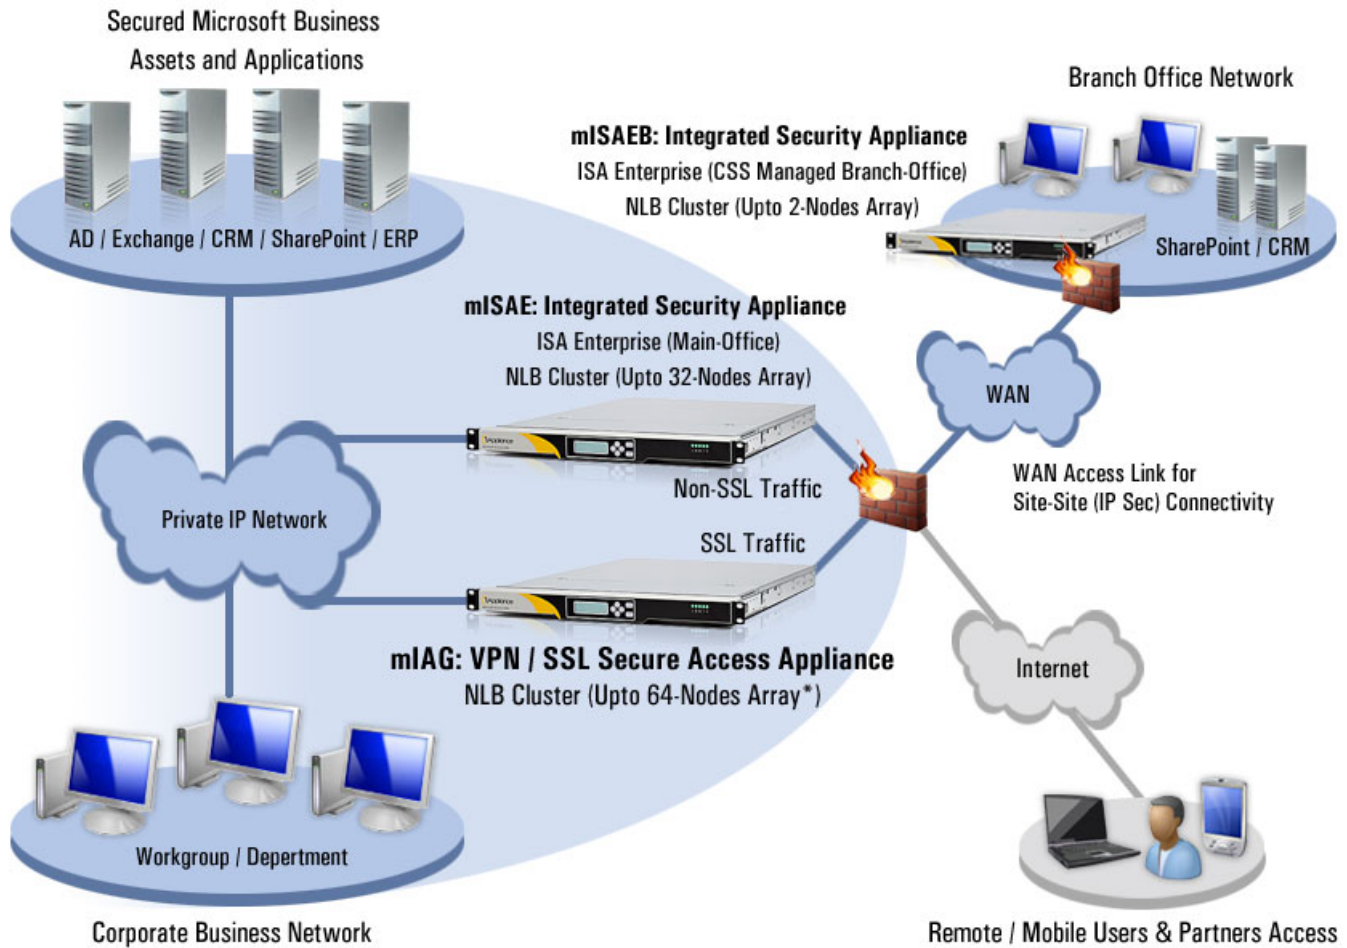 Secured Microsoft Business
Assets and Applications
AD / Exchange / CRM / SharePoint / ERP
Branch Office Network
mISAEB: Integrated Security Appliance
ISA Enterprise (CSS Managed Branch-Office)
NLB Cluster (Upto 2-Nodes Array)
SharePoint / CRM
mISAE: Integrated Security Appliance
ISA Enterprise (Main-Office)
NLB Cluster (Upto 32-Nodes Array)
WAN
WAN Access Link for
Site-Site (IP Sec) Connectivity
Non-SSL Traffic
Private IP Network
SSL Traffic
mIAG: VPN / SSL Secure Access Appliance
NLB Cluster (Upto 64-Nodes Array*)
Internet
Workgroup / Depertment
Corporate Business Network
Remote / Mobile Users & Partners Access